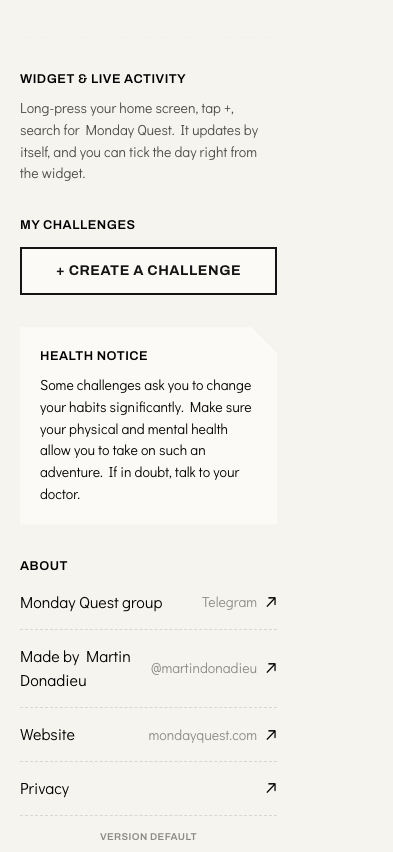 WIDGET & LIVE ACTIVITY
Long-press your home screen, tap +,
search for Monday Quest. It updates by
itself, and you can tick the day right from
the widget.
MY CHALLENGES
+ CREATE A CHALLENGE
HEALTH NOTICE
Some challenges ask you to change
your habits significantly. Make sure
your physical and mental health
allow you to take on such an
adventure. If in doubt, talk to your
doctor.
ABOUT
Monday Quest group Telegram ↗
Made by Martin
Donadieu @martindonadieu ↗
Website mondayquest.com ↗
Privacy ↗
VERSION DEFAULT